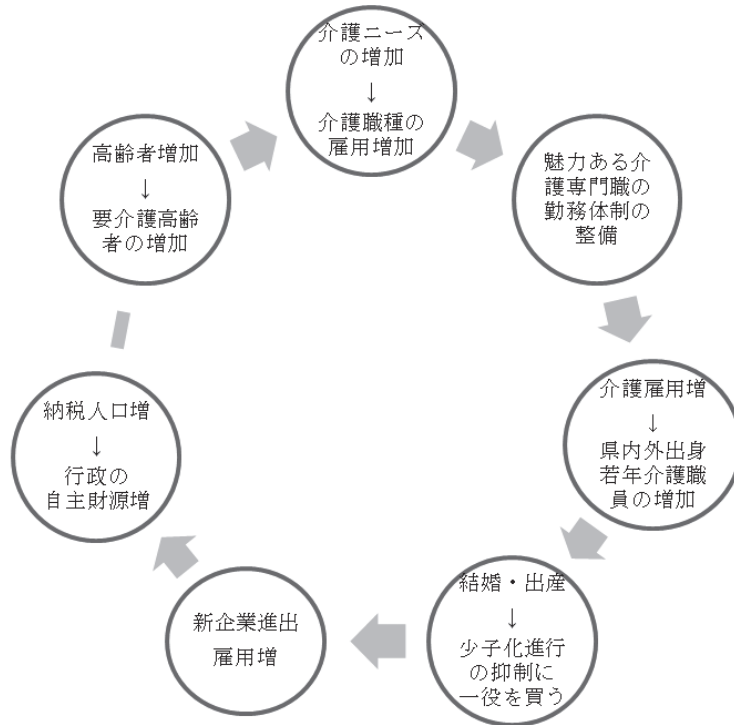 介護ニーズ
の増加
↓
介護職種の
雇用増加
魅力ある介
護専門職の
勤務体制の
整備
介護雇用増
↓
県内外出身
若年介護職
員の増加
結婚・出産
↓
少子化進行
の抑制に
一役を買う
新企業進出
雇用増
納税人口増
↓
行政の
自主財源増
高齢者増加
↓
要介護高齢
者の増加